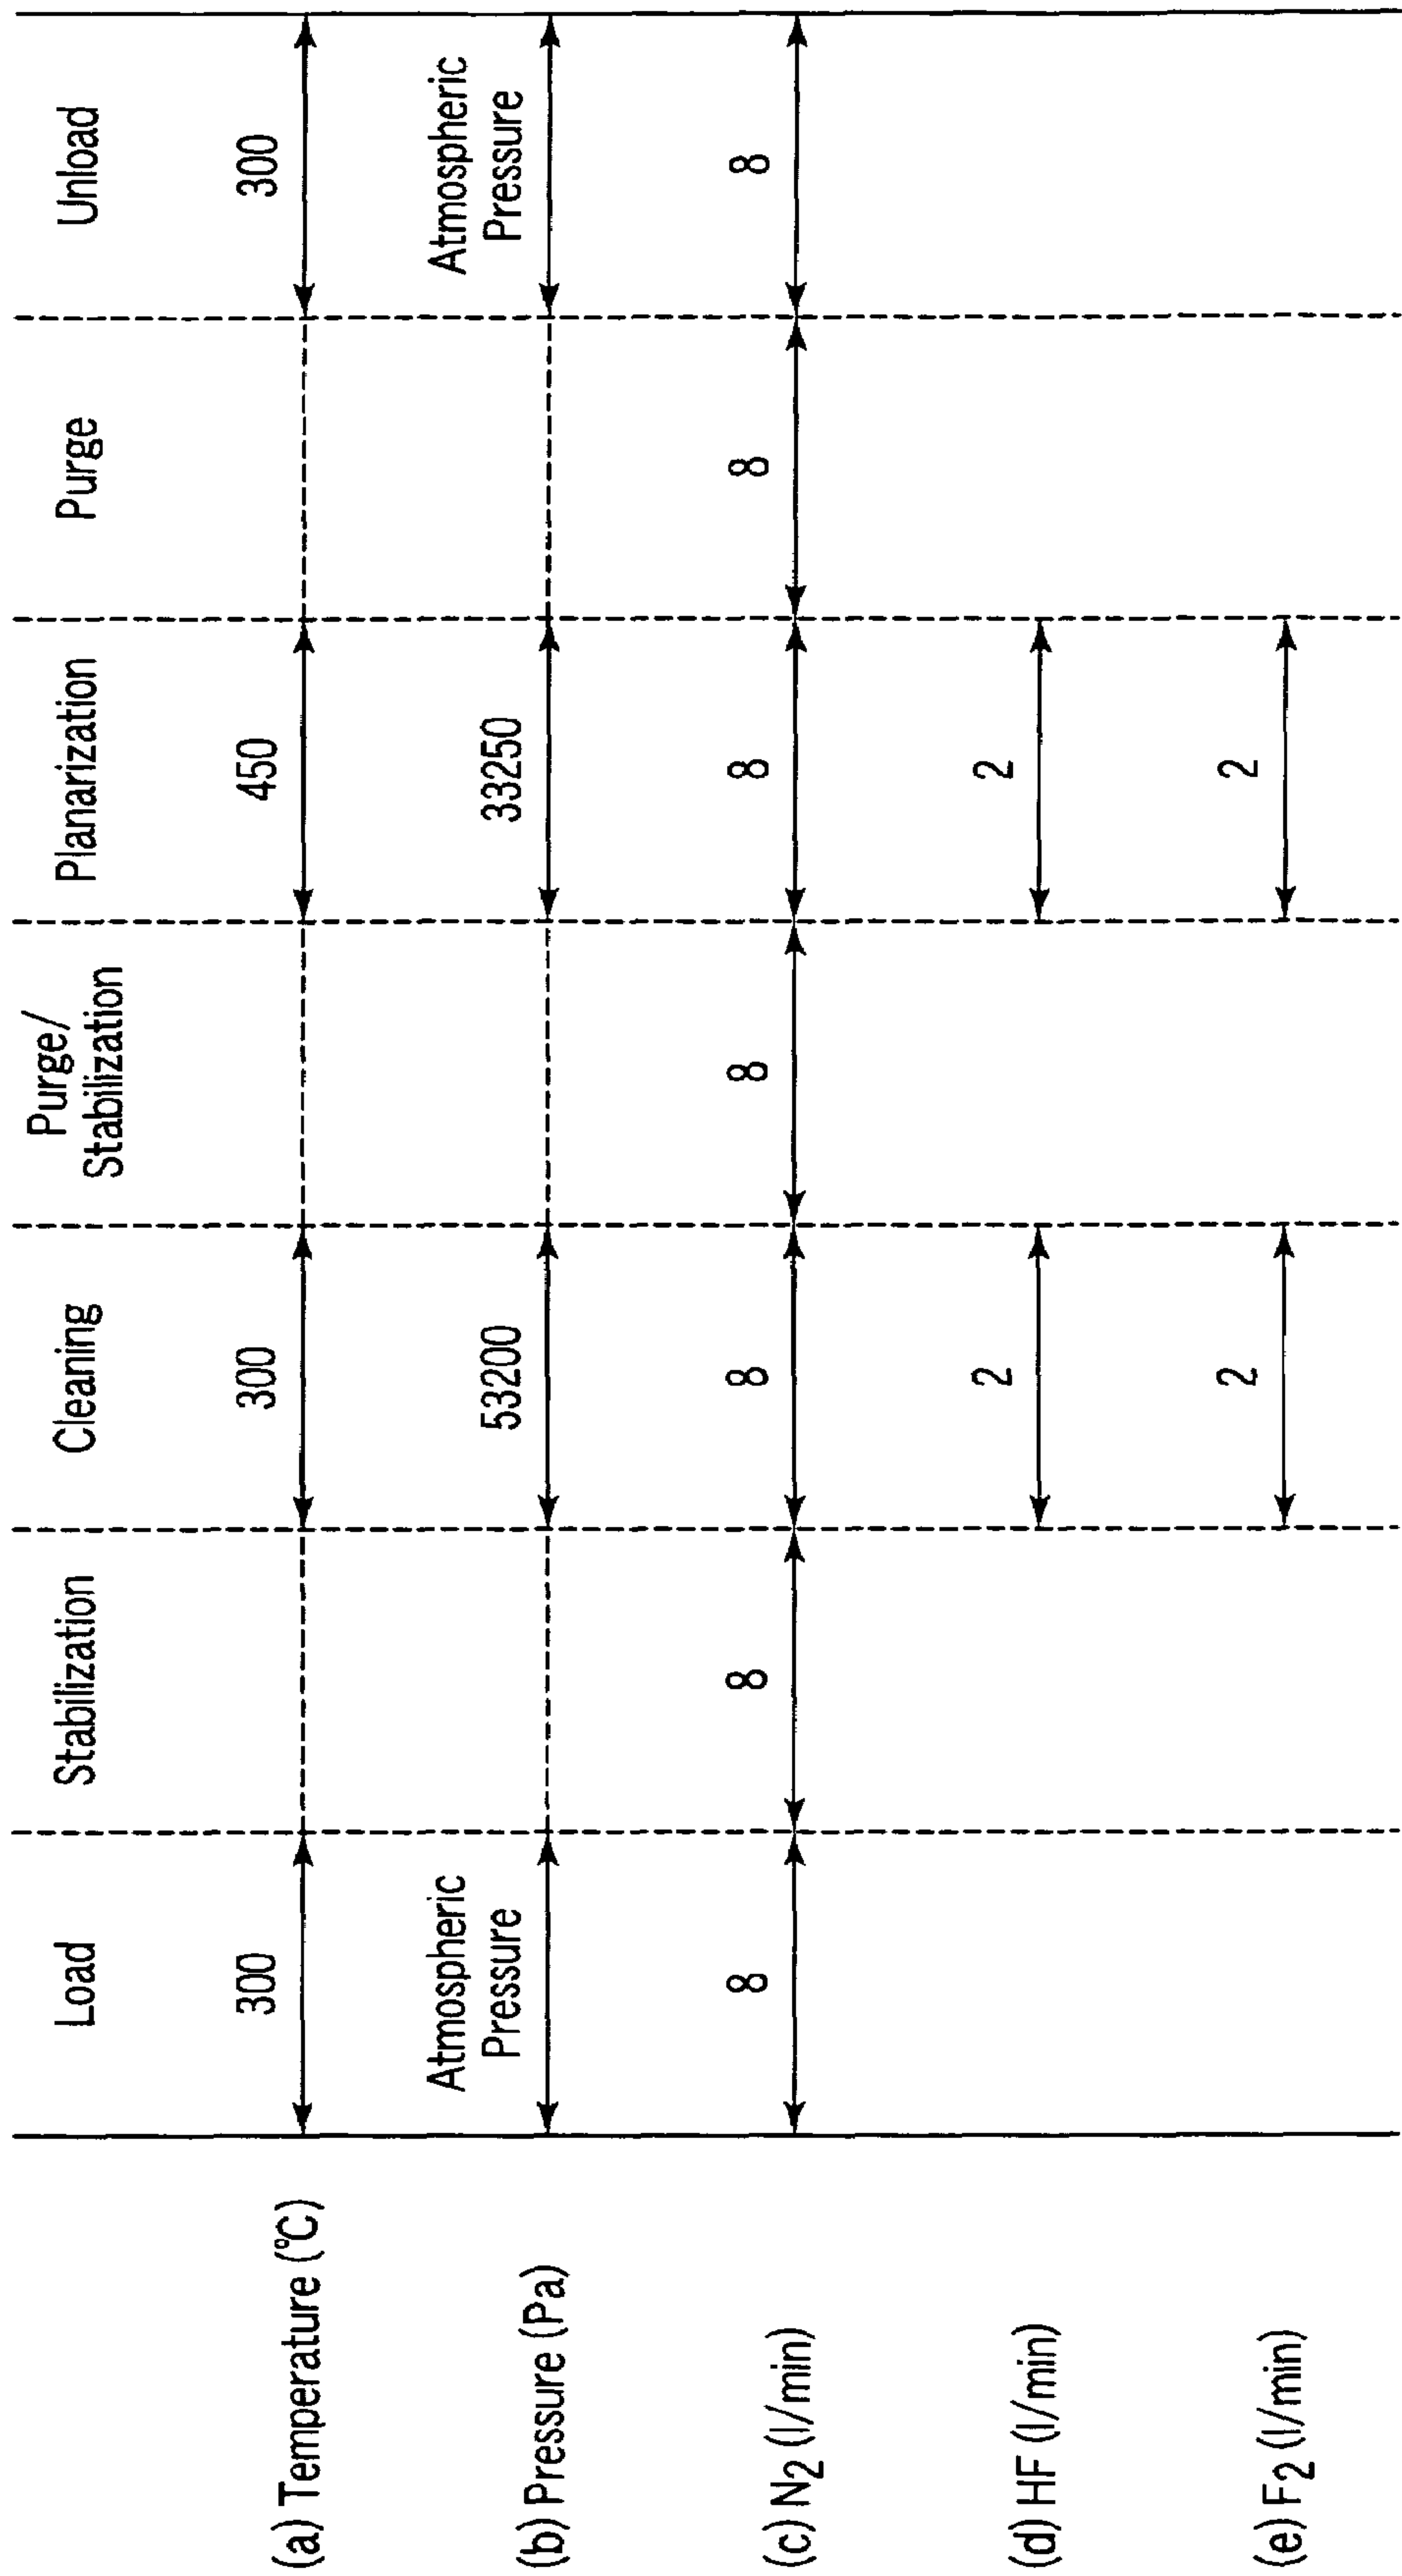 Load
Stabilization
Cleaning
Purge/
Stabilization
Planarization
Purge
Unload
(a) Temperature (℃)
300
300
450
300
(b) Pressure (Pa)
Atmospheric
Pressure
53200
33250
Atmospheric
Pressure
(c) N2 (l/min)
8
8
8
8
8
8
8
(d) HF (l/min)
2
2
(e) F2 (l/min)
2
2